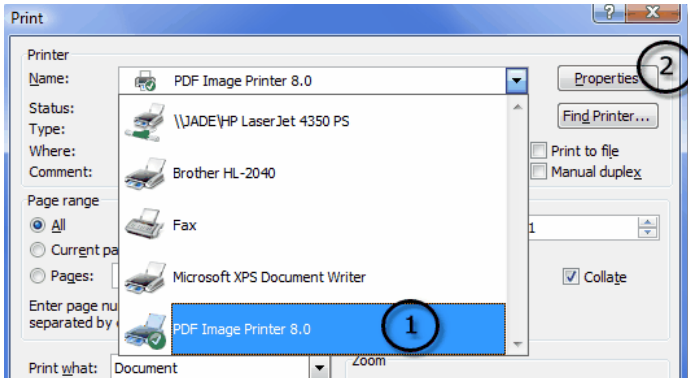 Print
?
X
Printer
Name:
PDF Image Printer 8.0
Properties
2
Status:
\\JADE\HP LaserJet 4350 PS
Find Printer...
Type:
Where:
Print to file
Comment:
Brother HL-2040
Manual duplex
Page range
All
Fax
1
Current pa
Pages:
Microsoft XPS Document Writer
Collate
Enter page nu
separated by
PDF Image Printer 8.0
1
Print what:
Document
Zoom